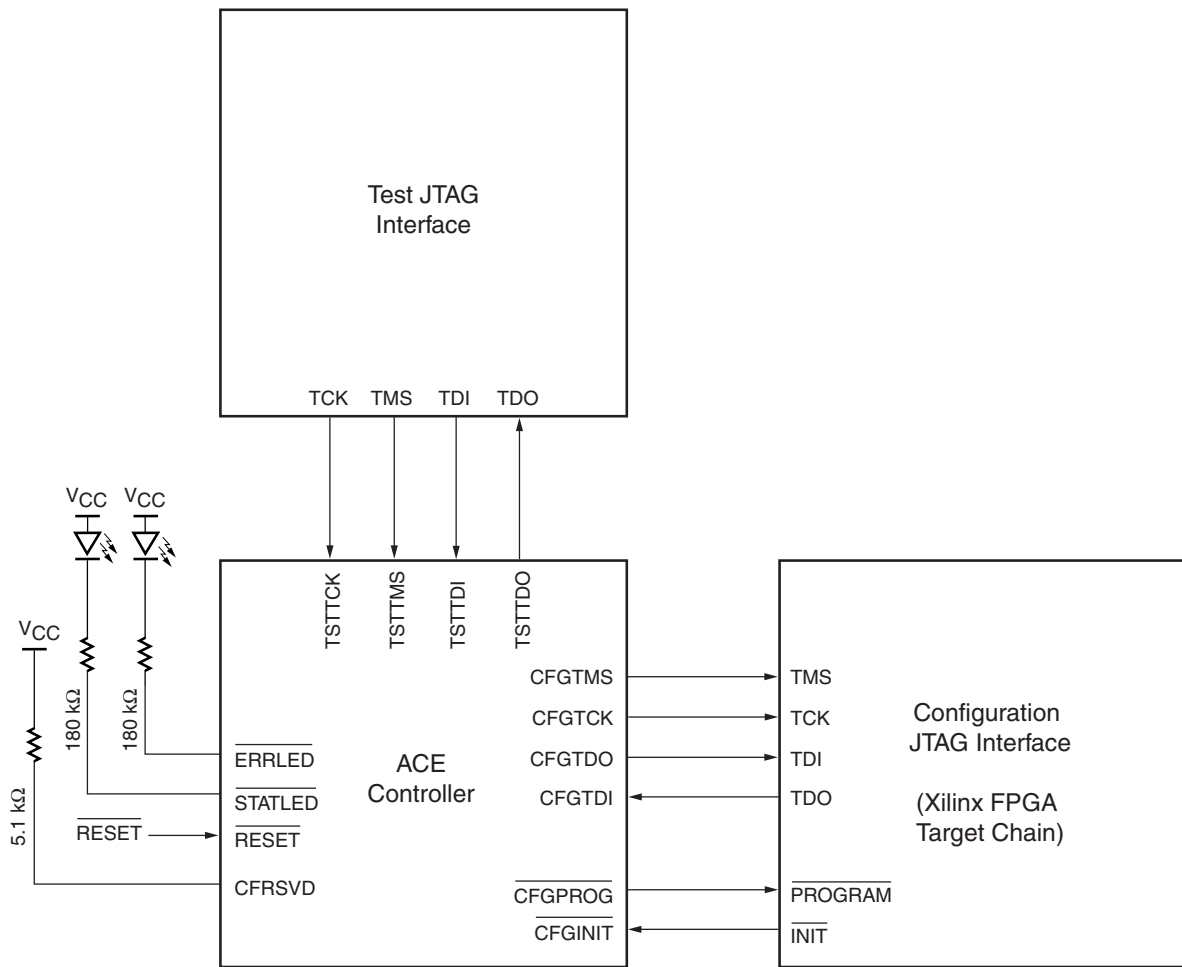 Test JTAG
Interface
TCK TMS TDI TDO
VCC VCC
TSTTCK TSTTMS TSTTDI TSTTDO
VCC
180 kΩ 180 kΩ
5.1 kΩ
ERRLED
STATLED
RESET RESET
CFRSVD
ACE
Controller
CFGTMS
CFGTCK
CFGTDO
CFGTDI
CFGPROG
CFGINIT
TMS
TCK
TDI
TDO
PROGRAM
INIT
Configuration
JTAG Interface
(Xilinx FPGA
Target Chain)